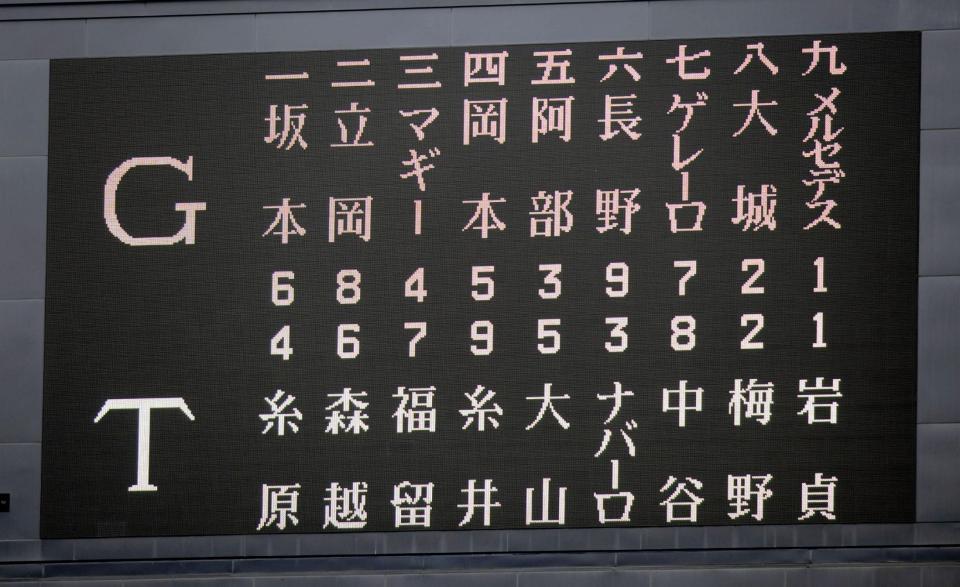 G
一 坂本 6
二 立岡 8
三 マギー 4
四 岡本 5
五 阿部 3
六 長野 9
七 ゲレーロ 7
八 大城 2
九 メルセデス 1
T
4 糸原
6 森越
7 福留
9 糸井
5 大山
3 ナバーロ
8 中谷
2 梅野
1 岩貞